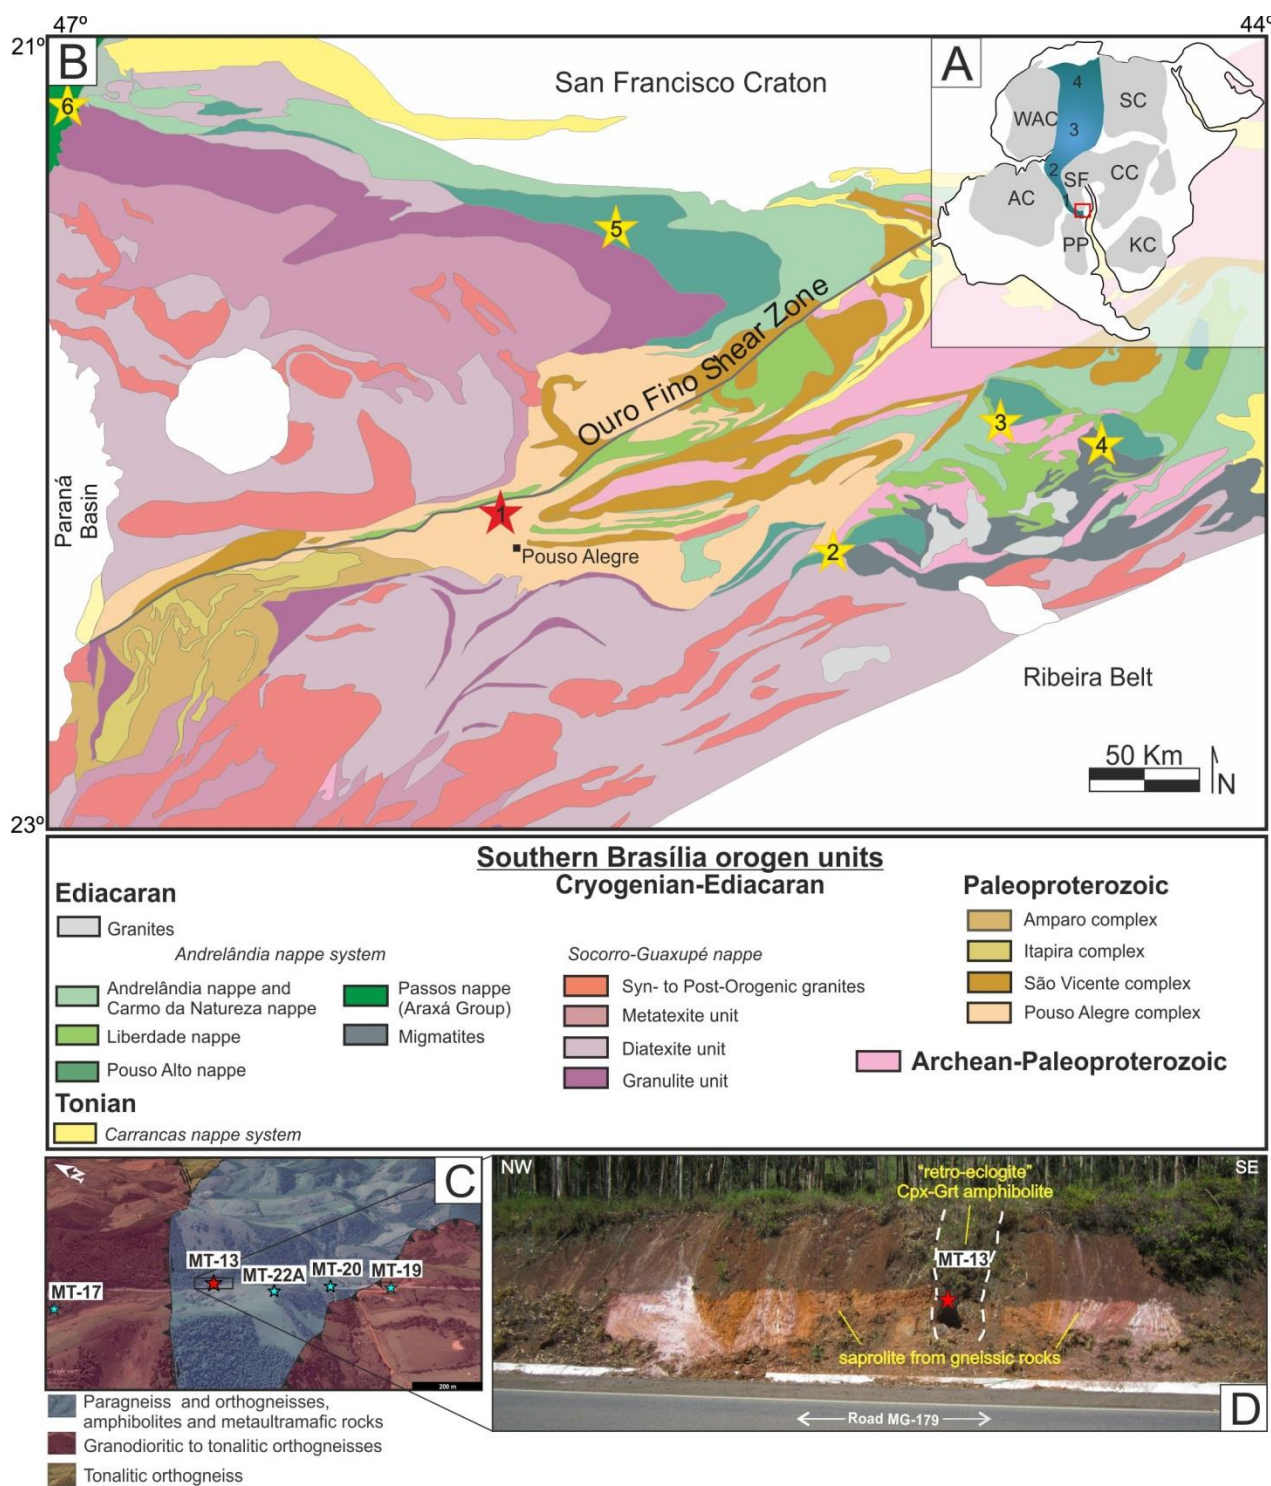 47º
44º
21º
B
San Francisco Craton
A
4
3
2
1
WAC
SC
AC
SF
CC
PP
KC
6
5
Ouro Fino Shear Zone
3
4
1
2
Pouso Alegre
Paraná
Basin
Ribeira Belt
50 Km
N
23º
Southern Brasília orogen units
Ediacaran
Granites
Andrelândia nappe system
Andrelândia nappe and
Carmo da Natureza nappe
Liberdade nappe
Pouso Alto nappe
Passos nappe
(Araxá Group)
Migmatites
Tonian
Carrancas nappe system
Cryogenian-Ediacaran
Socorro-Guaxupé nappe
Syn- to Post-Orogenic granites
Metatexite unit
Diatexite unit
Granulite unit
Paleoproterozoic
Amparo complex
Itapira complex
São Vicente complex
Pouso Alegre complex
Archean-Paleoproterozoic
N
C
MT-13
MT-22A
MT-20
MT-19
MT-17
200 m
Paragneiss and orthogneisses,
amphibolites and metaultramafic rocks
Granodioritic to tonalitic orthogneisses
Tonalitic orthogneiss
NW
SE
"retro-eclogite"
Cpx-Grt amphibolite
MT-13
saprolite from gneissic rocks
Road MG-179
D